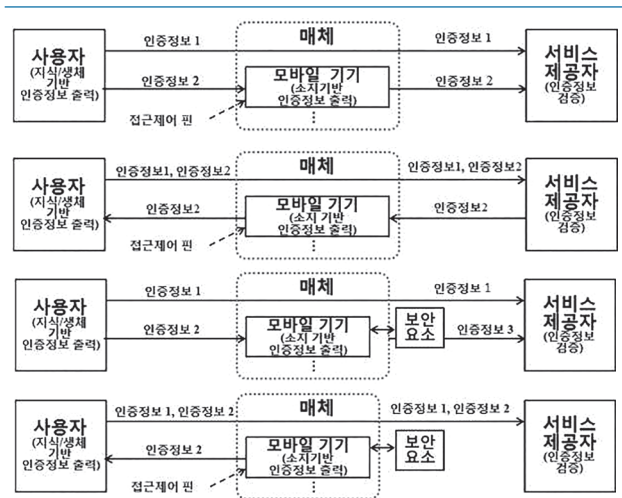 인증정보 1
매체
인증정보 1
사용자
(지식/생체
기반
인증정보 출력)
인증정보 2
모바일 기기
(소지기반
인증정보 출력)
인증정보 2
서비스
제공자
(인증정보
검증)
접근제어 핀
인증정보1, 인증정보2
매체
인증정보1, 인증정보2
사용자
(지식/생체
기반
인증정보 출력)
인증정보2
모바일 기기
(소지 기반
인증정보 출력)
인증정보2
서비스
제공자
(인증정보
검증)
접근제어 핀
인증정보 1
매체
인증정보 1
사용자
(지식/생체
기반
인증정보 출력)
인증정보 2
모바일 기기
(소지 기반
인증정보 출력)
보안
요소
인증정보 3
서비스
제공자
(인증정보
검증)
인증정보 1, 인증정보 2
매체
인증정보 1, 인증정보 2
사용자
(지식/생체
기반
인증정보 출력)
인증정보 2
모바일 기기
(소지기반
인증정보 출력)
보안
요소
서비스
제공자
(인증정보
검증)
접근제어 핀